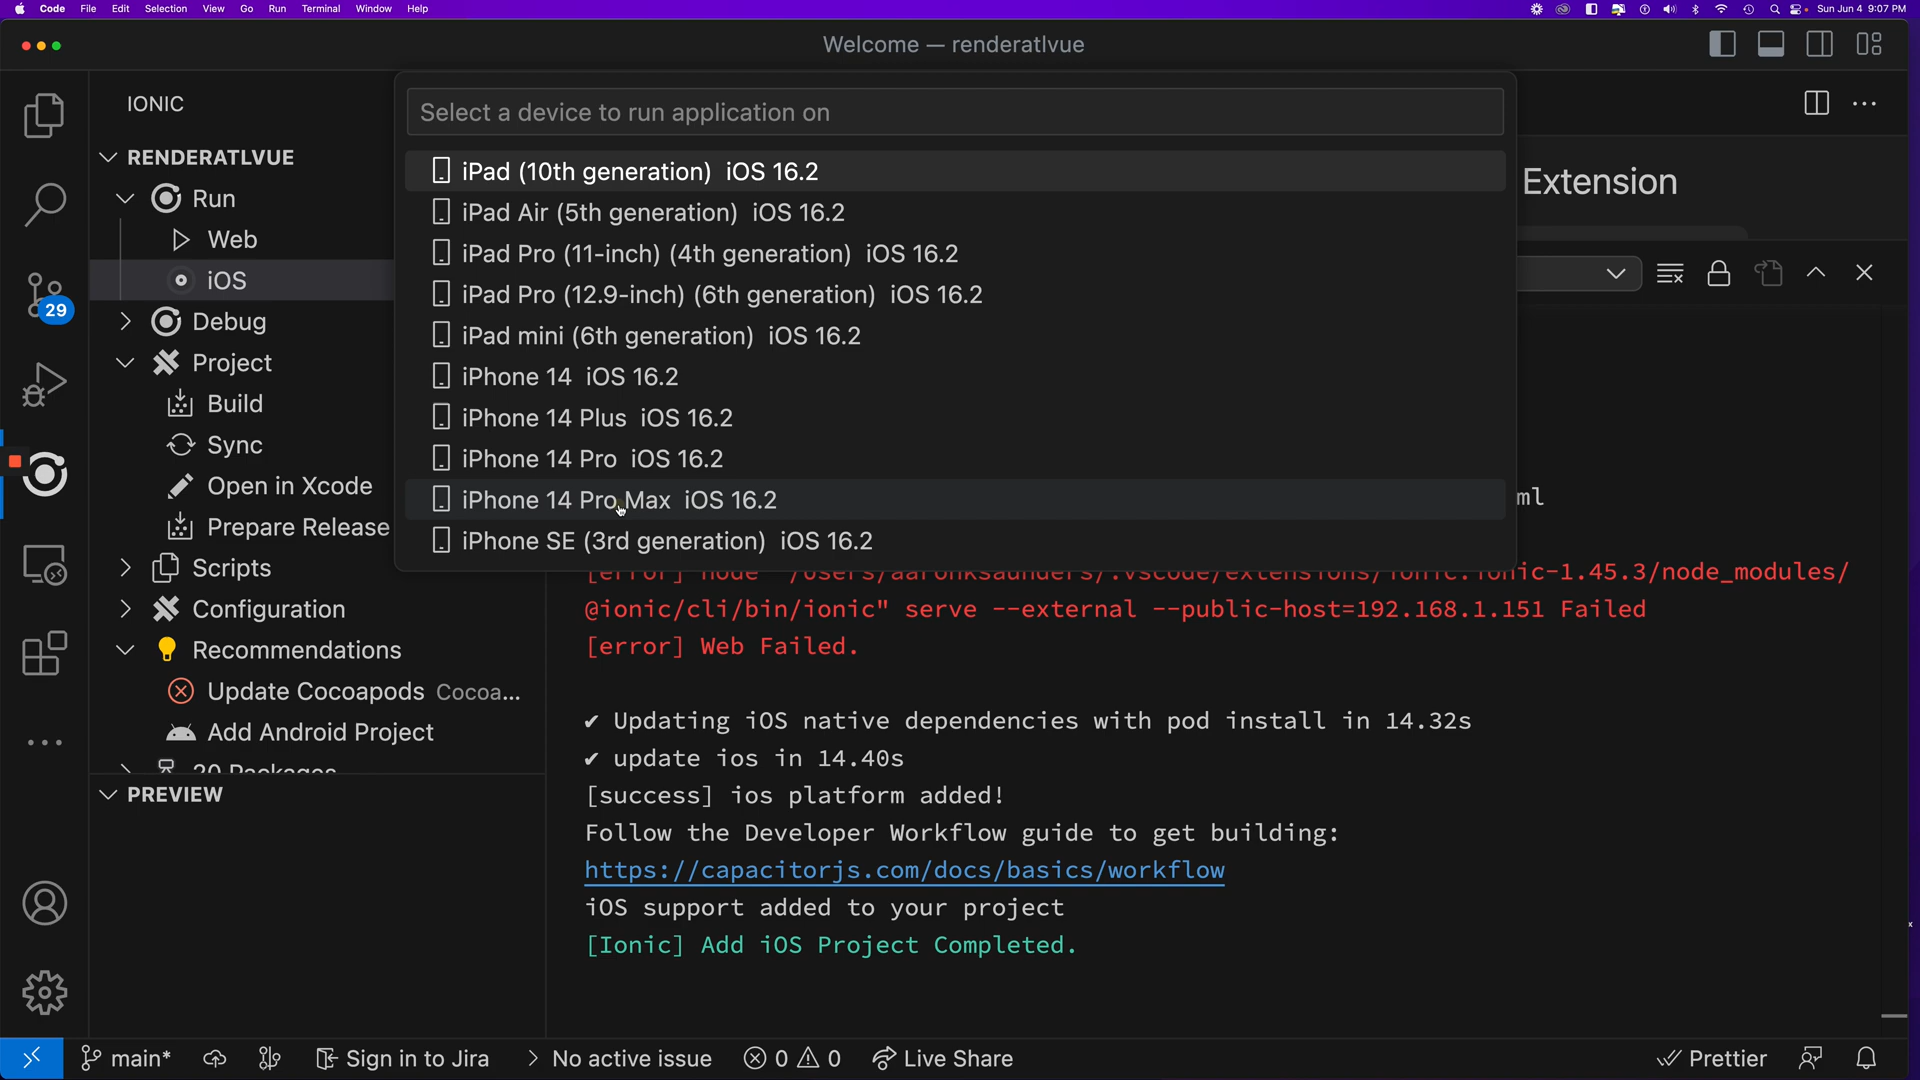 Code File Edit Selection View Go Run Terminal Window Help
Sun Jun 4 9:07 PM
Welcome — renderatlvue
IONIC
RENDERATLVUE
Run
Web
iOS
Debug
Project
Build
Sync
Open in Xcode
Prepare Release
Scripts
Configuration
Recommendations
Update Cocoapods Cocoa...
Add Android Project
20 Packages
PREVIEW
29
Select a device to run application on
iPad (10th generation) iOS 16.2
iPad Air (5th generation) iOS 16.2
iPad Pro (11-inch) (4th generation) iOS 16.2
iPad Pro (12.9-inch) (6th generation) iOS 16.2
iPad mini (6th generation) iOS 16.2
iPhone 14 iOS 16.2
iPhone 14 Plus iOS 16.2
iPhone 14 Pro iOS 16.2
iPhone 14 Pro Max iOS 16.2
iPhone SE (3rd generation) iOS 16.2
Extension
ml
[error] node "/Users/aaronksaunders/.vscode/extensions/ionic.ionic-1.45.3/node_modules/
@ionic/cli/bin/ionic" serve --external --public-host=192.168.1.151 Failed
[error] Web Failed.
✔ Updating iOS native dependencies with pod install in 14.32s
✔ update ios in 14.40s
[success] ios platform added!
Follow the Developer Workflow guide to get building:
https://capacitorjs.com/docs/basics/workflow
iOS support added to your project
[Ionic] Add iOS Project Completed.
main* Sign in to Jira No active issue 0 0 Live Share Prettier